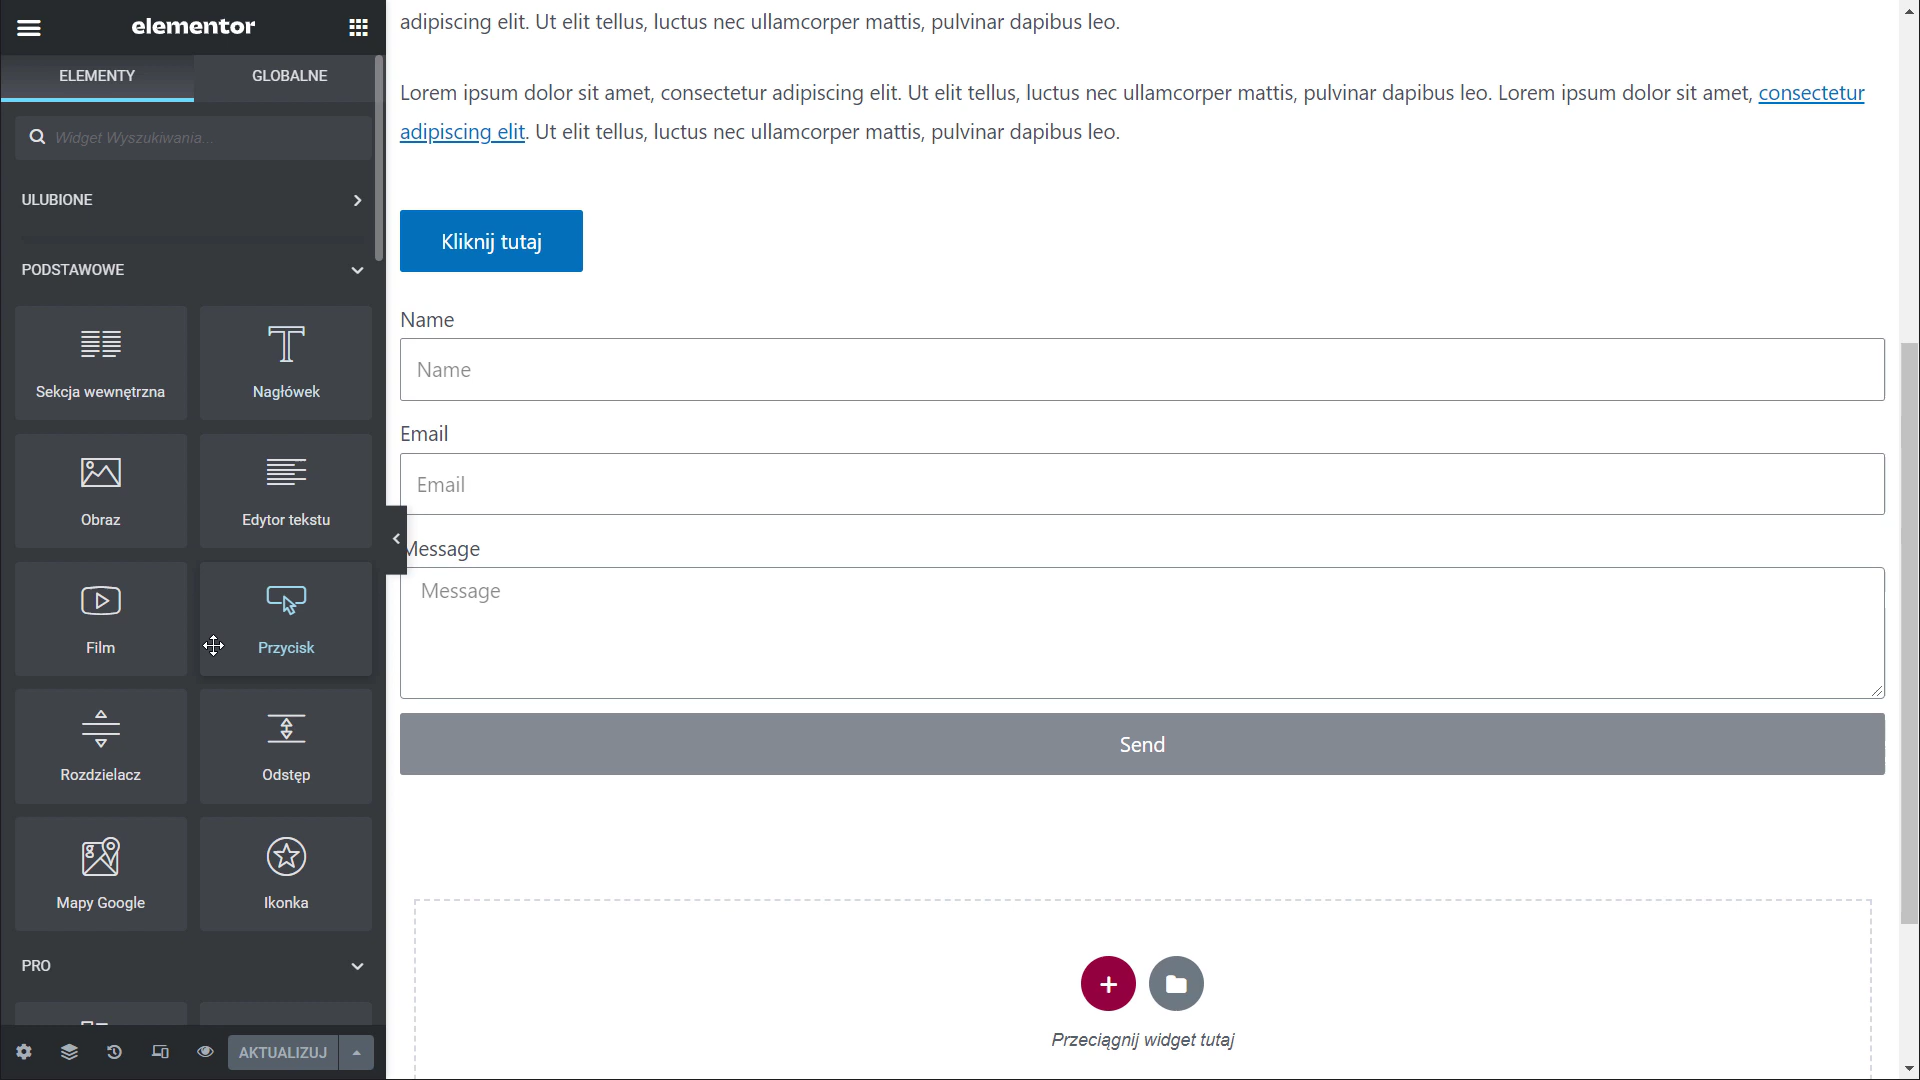 elementor
ELEMENTY
GLOBALNE
Widget Wyszukiwania...
ULUBIONE
PODSTAWOWE
Sekcja wewnętrzna
Nagłówek
Obraz
Edytor tekstu
Film
Przycisk
Rozdzielacz
Odstęp
Mapy Google
Ikonka
PRO
AKTUALIZUJ
adipiscing elit. Ut elit tellus, luctus nec ullamcorper mattis, pulvinar dapibus leo.
Lorem ipsum dolor sit amet, consectetur adipiscing elit. Ut elit tellus, luctus nec ullamcorper mattis, pulvinar dapibus leo. Lorem ipsum dolor sit amet, consectetur
adipiscing elit. Ut elit tellus, luctus nec ullamcorper mattis, pulvinar dapibus leo.
Kliknij tutaj
Name
Name
Email
Email
Message
Message
Send
Przeciągnij widget tutaj